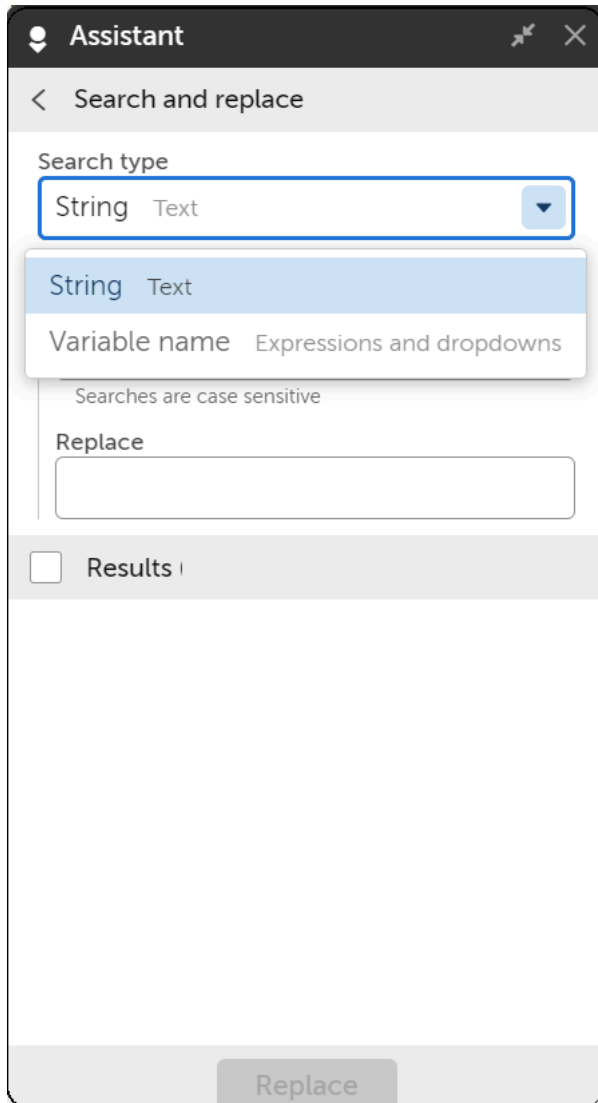 Assistant
Search and replace
Search type
String Text
String Text
Variable name Expressions and dropdowns
Searches are case sensitive
Replace
Results
Replace